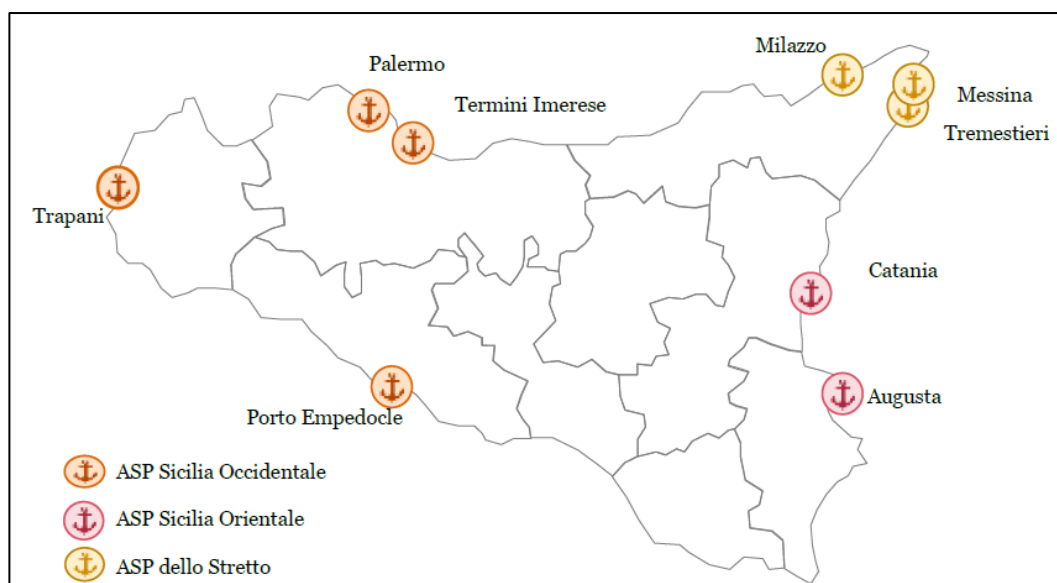 Milazzo
Palermo
Messina
Termini Imerese
Tremestieri
Trapani
Catania
Augusta
Porto Empedocle
ASP Sicilia Occidentale
ASP Sicilia Orientale
ASP dello Stretto